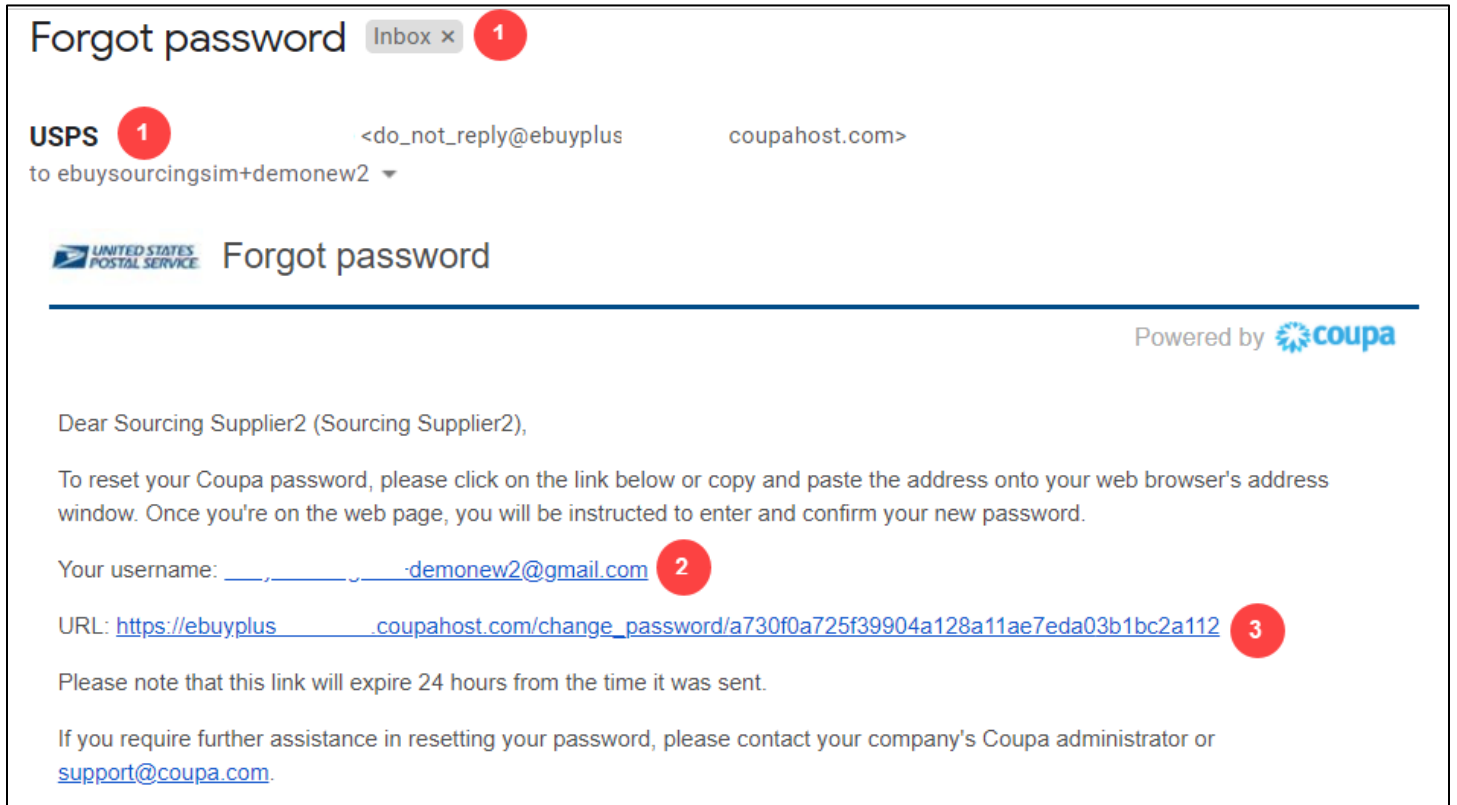 Forgot password Inbox × 1
USPS 1 <do_not_reply@ebuyplus coupahost.com>
to ebuysourcingsim+demonew2
UNITED STATES
POSTAL SERVICE
Forgot password
Powered by coupa
Dear Sourcing Supplier2 (Sourcing Supplier2),
To reset your Coupa password, please click on the link below or copy and paste the address onto your web browser's address
window. Once you're on the web page, you will be instructed to enter and confirm your new password.
Your username: demonew2@gmail.com 2
URL: https://ebuyplus .coupahost.com/change_password/a730f0a725f39904a128a11ae7eda03b1bc2a112 3
Please note that this link will expire 24 hours from the time it was sent.
If you require further assistance in resetting your password, please contact your company's Coupa administrator or
support@coupa.com.